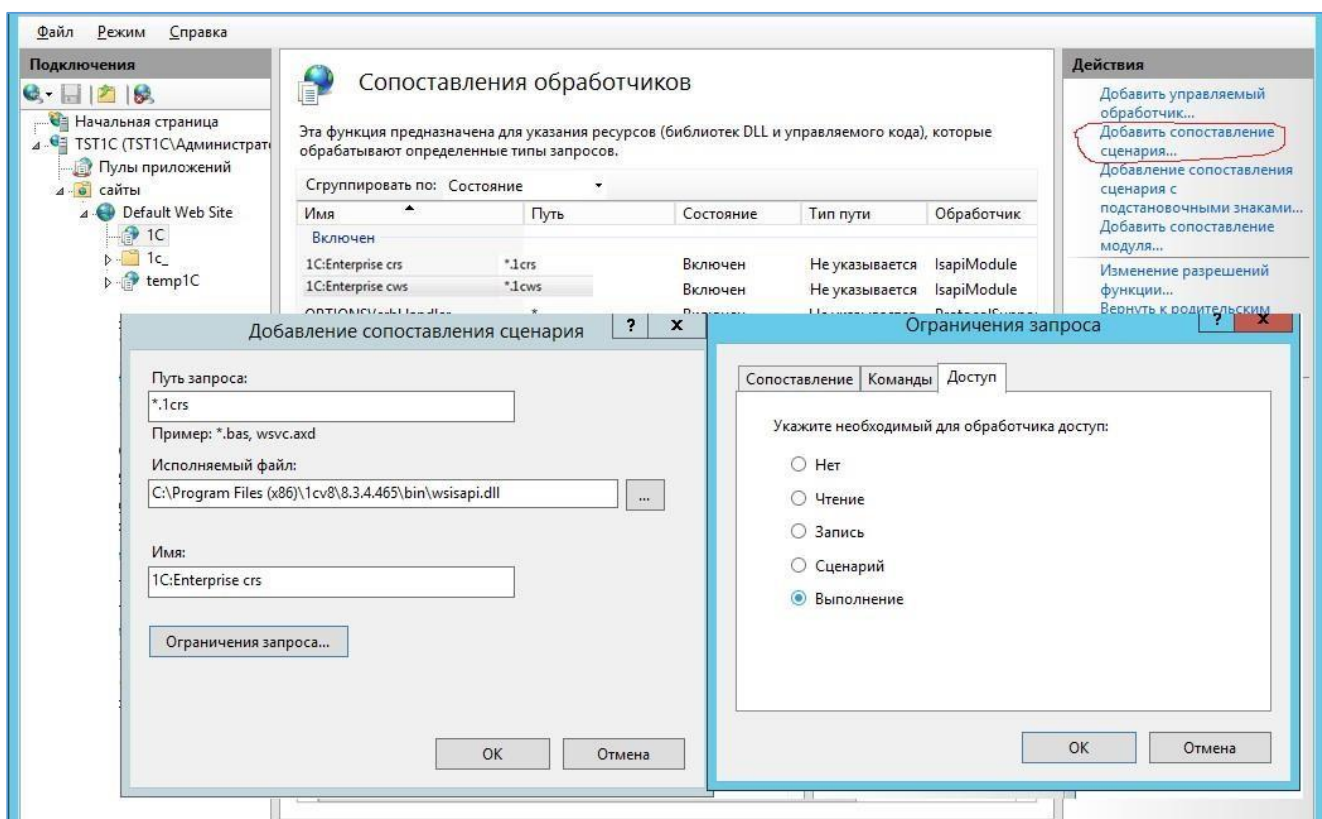 Файл Режим Справка
Подключения
Начальная страница
TST1C (TST1C\Администрат
Пулы приложений
сайты
Default Web Site
1C
1c_
temp1C
Сопоставления обработчиков
Эта функция предназначена для указания ресурсов (библиотек DLL и управляемого кода), которые
обрабатывают определенные типы запросов.
Сгруппировать по: Состояние
Имя Путь Состояние Тип пути Обработчик
Включен
1C:Enterprise crs *.1crs Включен Не указывается IsapiModule
1C:Enterprise cws *.1cws Включен Не указывается IsapiModule
Действия
Добавить управляемый
обработчик...
Добавить сопоставление
сценария...
Добавление сопоставления
сценария с
подстановочными знаками...
Добавить сопоставление
модуля...
Изменение разрешений
функции...
Вернуть к родительским
Добавление сопоставления сценария ? x
Путь запроса:
*.1crs
Пример: *.bas, wsvc.axd
Исполняемый файл:
C:\Program Files (x86)\1cv8\8.3.4.465\bin\wsisapi.dll
...
Имя:
1C:Enterprise crs
Ограничения запроса...
OK Отмена
Ограничения запроса ? x
Сопоставление Команды Доступ
Укажите необходимый для обработчика доступ:
Нет
Чтение
Запись
Сценарий
Выполнение
OK Отмена